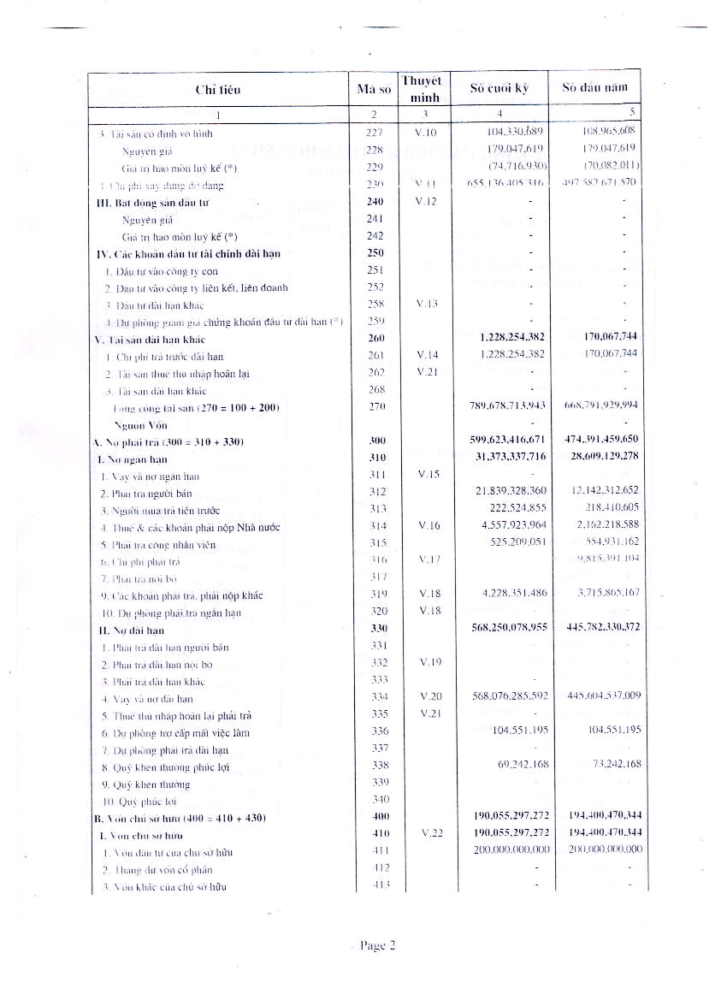 Chỉ tiêu Mã số Thuyết minh Số cuối kỳ Số đầu năm
1 2 3 4 5
3. Tài sản cố định vô hình 227 V.10 104.330.689 108.965.608
Nguyên giá 228 179.047.619 179.047.619
Giá trị hao mòn luỹ kế (*) 229 (74.716.930) (70.082.011)
4. Chi phí xây dựng dở dang 230 V.11 655.136.405.316 497.582.671.570
III. Bất động sản đầu tư 240 V.12 - -
Nguyên giá 241 - -
Giá trị hao mòn luỹ kế (*) 242 - -
IV. Các khoản đầu tư tài chính dài hạn 250 - -
1. Đầu tư vào công ty con 251 - -
2. Đầu tư vào công ty liên kết, liên doanh 252 - -
3. Đầu tư dài hạn khác 258 V.13 - -
4. Dự phòng giảm giá chứng khoán đầu tư dài hạn (*) 259 - -
V. Tài sản dài hạn khác 260 1.228.254.382 170.067.744
1. Chi phí trả trước dài hạn 261 V.14 1.228.254.382 170.067.744
2. Tài sản thuế thu nhập hoãn lại 262 V.21 - -
3. Tài sản dài hạn khác 268 - -
Tổng cộng tài sản (270 = 100 + 200) 270 789.678.713.943 668.791.929.994
Nguồn Vốn - -
A. Nợ phải trả (300 = 310 + 330) 300 599.623.416.671 474.391.459.650
I. Nợ ngắn hạn 310 31.373.337.716 28.609.129.278
1. Vay và nợ ngắn hạn 311 V.15 - -
2. Phải trả người bán 312 21.839.328.360 12.142.312.652
3. Người mua trả tiền trước 313 222.524.855 218.410.605
4. Thuế & các khoản phải nộp Nhà nước 314 V.16 4.557.923.964 2.162.218.588
5. Phải trả công nhân viên 315 525.209.051 554.931.162
6. Chi phí phải trả 316 V.17 9.815.391.104
7. Phải trả nội bộ 317
9. Các khoản phải trả, phải nộp khác 319 V.18 4.228.351.486 3.715.865.167
10. Dự phòng phải trả ngắn hạn 320 V.18 - -
II. Nợ dài hạn 330 568.250.078.955 445.782.330.372
1. Phải trả dài hạn người bán 331
2. Phải trả dài hạn nội bộ 332 V.19 - -
3. Phải trả dài hạn khác 333 -
4. Vay và nợ dài hạn 334 V.20 568.076.285.592 445.604.537.009
5. Thuế thu nhập hoãn lại phải trả 335 V.21 -
6. Dự phòng trợ cấp mất việc làm 336 104.551.195 104.551.195
7. Dự phòng phải trả dài hạn 337 -
8. Quỹ khen thưởng phúc lợi 338 69.242.168 73.242.168
9. Quỹ khen thưởng 339
10. Quỹ phúc lợi 340
B. Vốn chủ sở hữu (400 = 410 + 430) 400 190.055.297.272 194.400.470.344
I. Vốn chủ sở hữu 410 V.22 190.055.297.272 194.400.470.344
1. Vốn đầu tư của chủ sở hữu 411 200.000.000.000 200.000.000.000
2. Thặng dư vốn cổ phần 412 - -
3. Vốn khác của chủ sở hữu 413 - -
Page 2